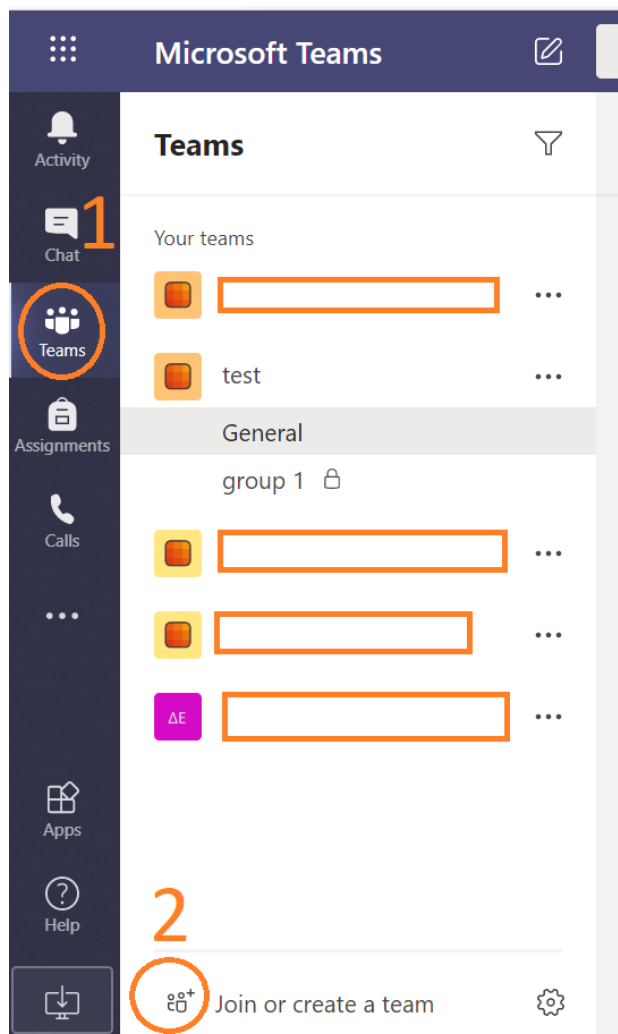 Microsoft Teams
Activity
Teams
1
Your teams
Chat
Teams
test
General
Assignments
group 1
Calls
ΔΕ
Apps
2
Help
Join or create a team